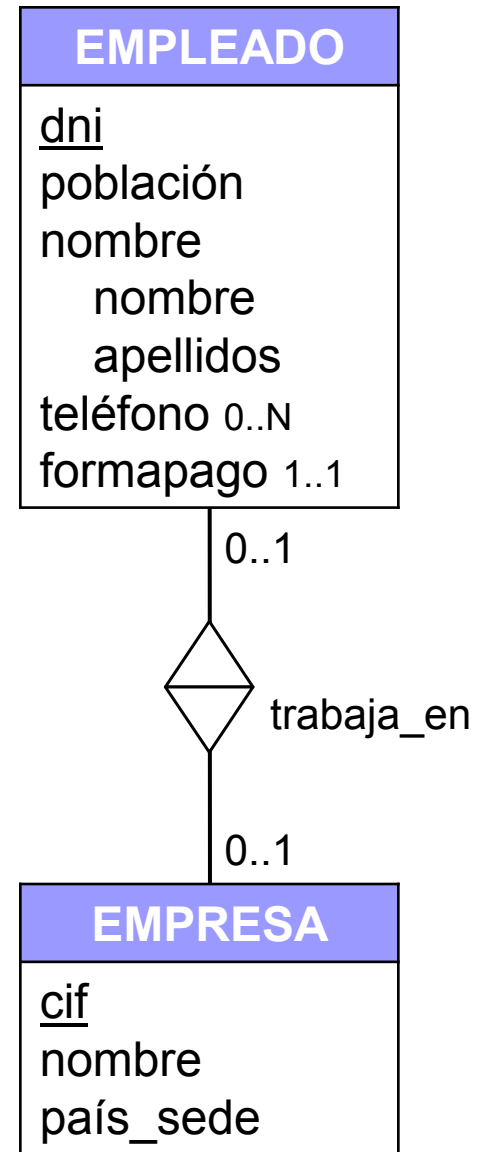 EMPLEADO
dni
población
nombre
nombre
apellidos
teléfono 0..N
formapago 1..1
0..1
trabaja_en
0..1
EMPRESA
cif
nombre
país_sede